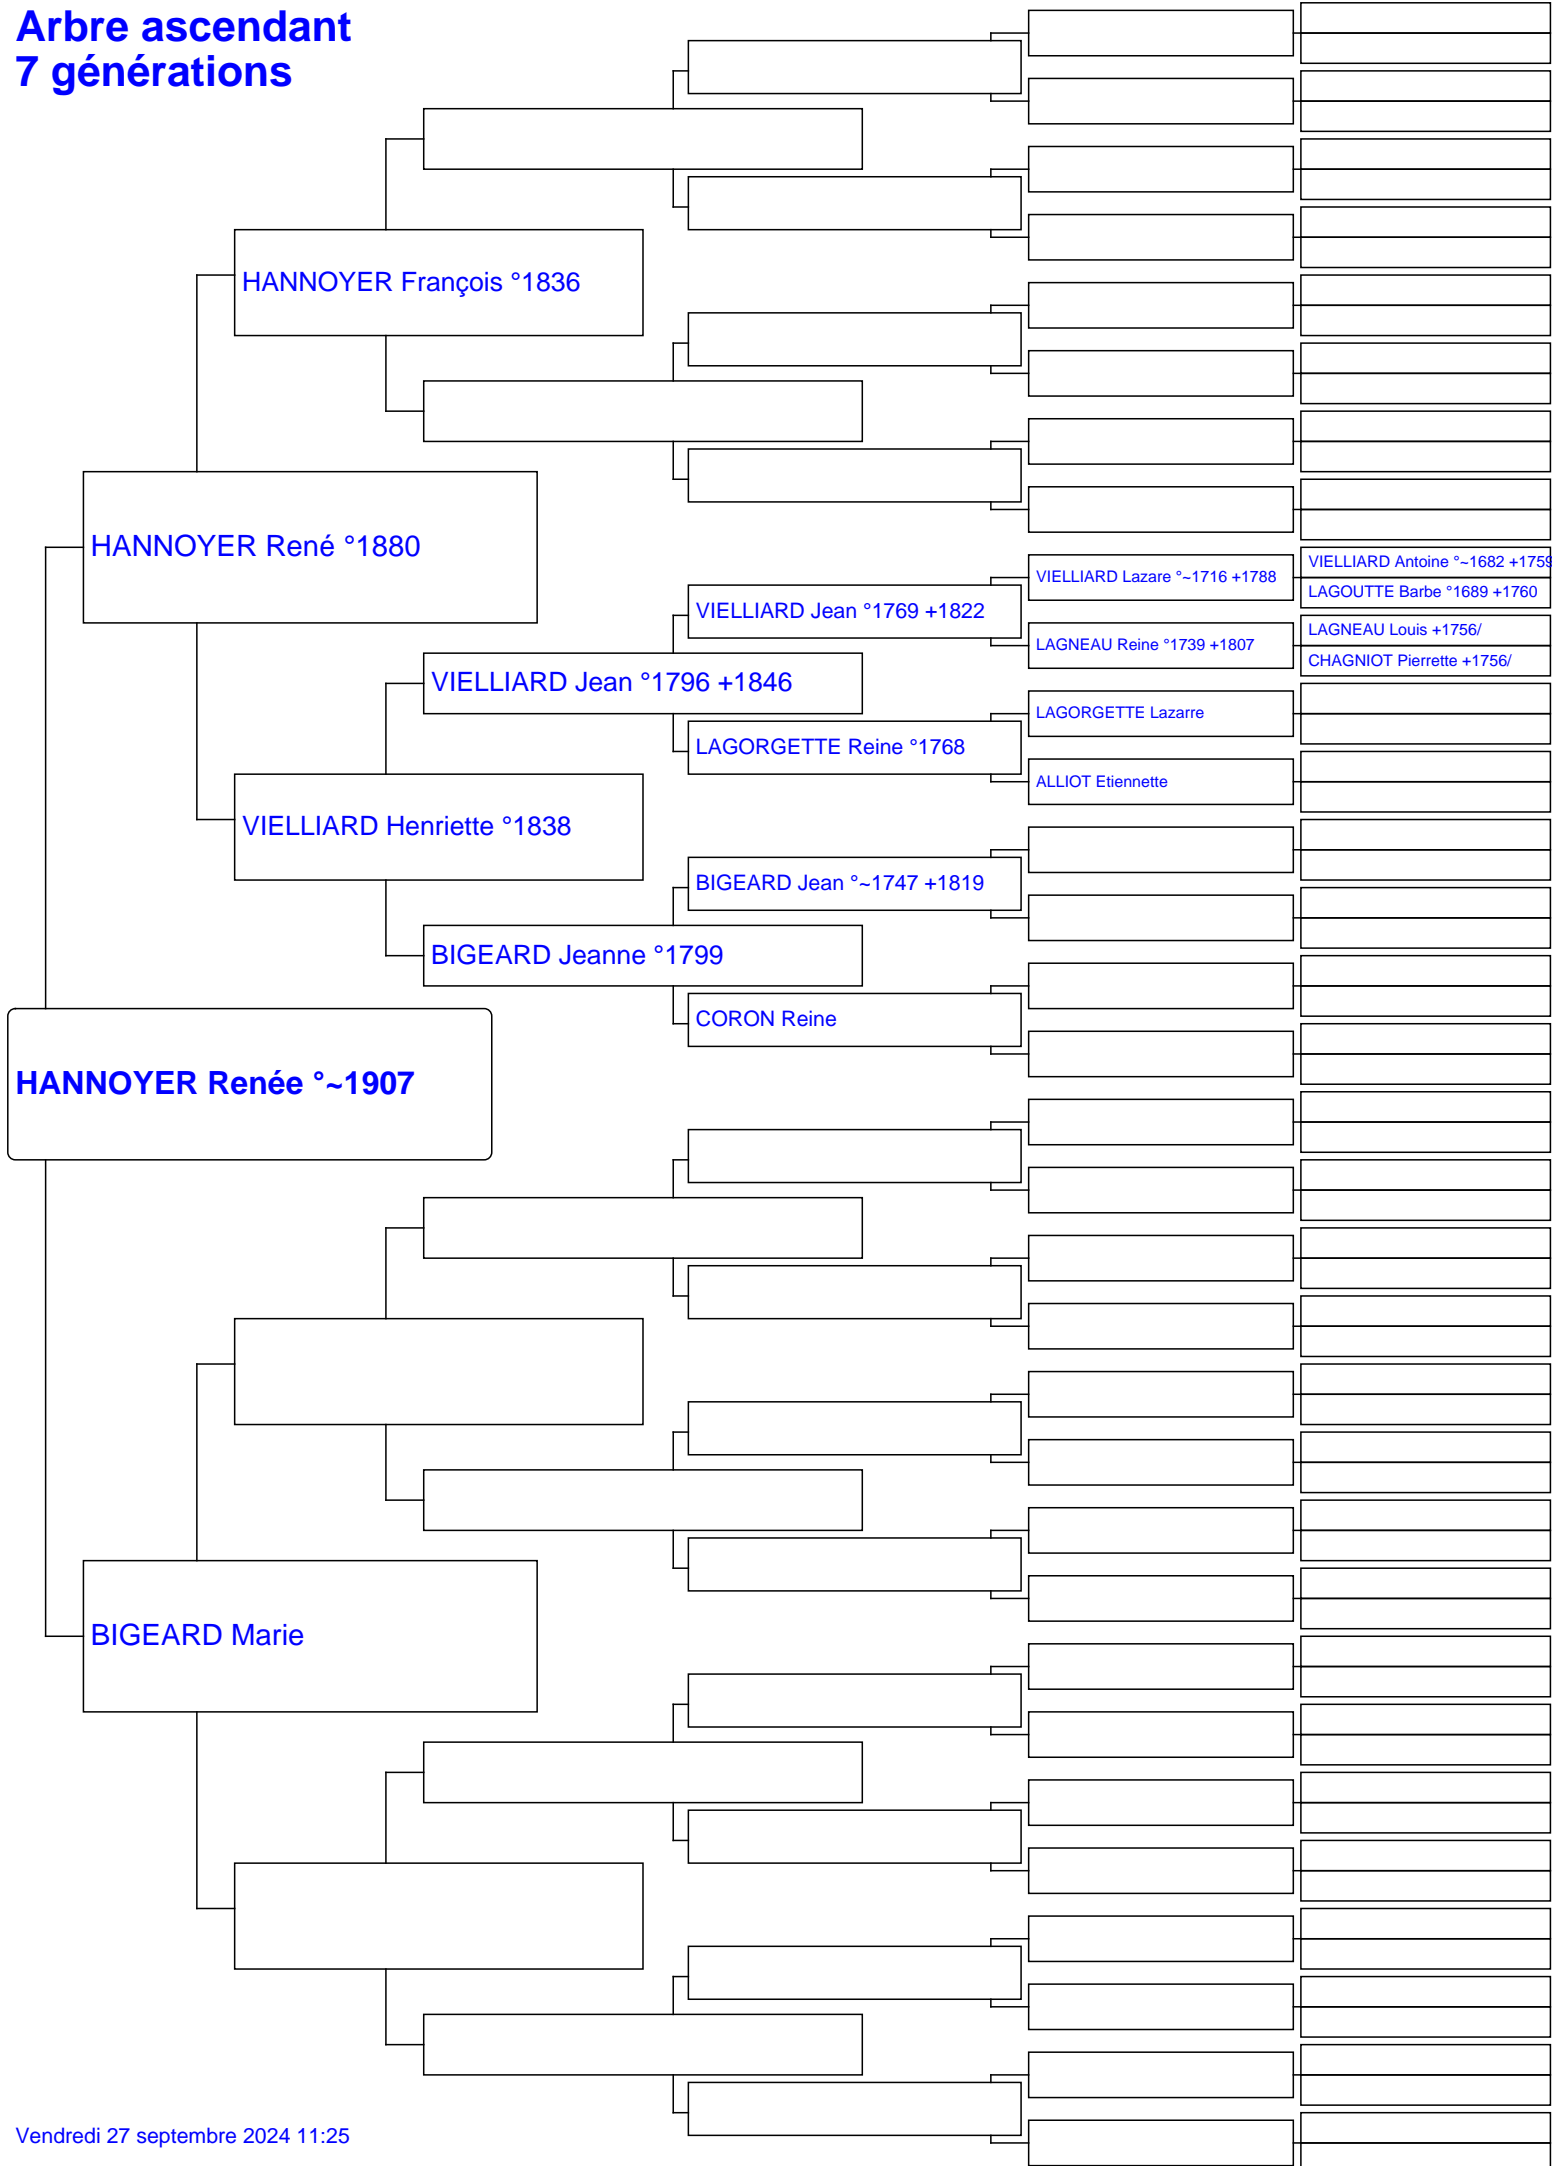 Arbre ascendant
7 générations
HANNOYER François °1836
HANNOYER René °1880
VIELLIARD Antoine °~1682 +1759
VIELLIARD Lazare °~1716 +1788
LAGOUTTE Barbe °1689 +1760
VIELLIARD Jean °1769 +1822
LAGNEAU Louis +1756/
LAGNEAU Reine °1739 +1807
CHAGNIOT Pierrette +1756/
VIELLIARD Jean °1796 +1846
LAGORGETTE Lazarre
LAGORGETTE Reine °1768
ALLIOT Etiennette
VIELLIARD Henriette °1838
BIGEARD Jean °~1747 +1819
BIGEARD Jeanne °1799
CORON Reine
HANNOYER Renée °~1907
BIGEARD Marie
Vendredi 27 septembre 2024 11:25